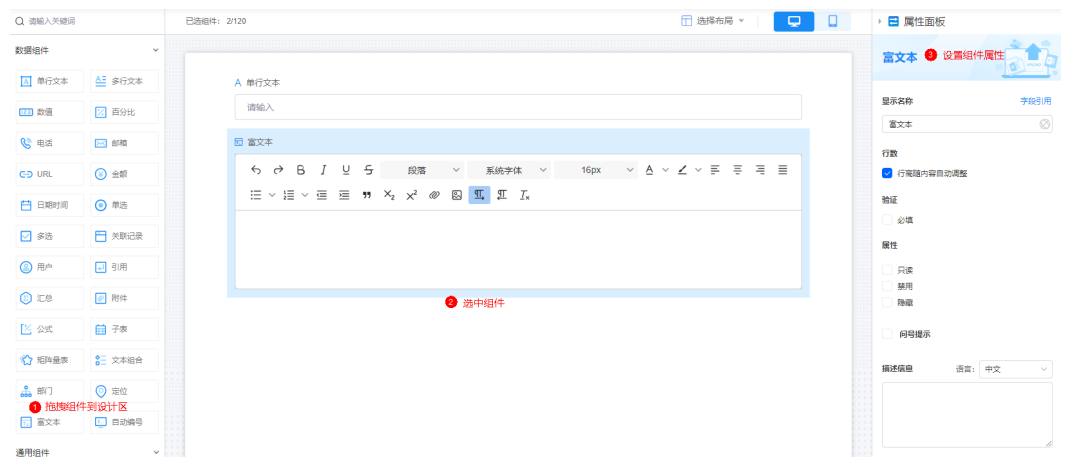 请输入关键词
已选组件: 2/120
选择布局
属性面板
数据组件
单行文本
多行文本
数值
百分比
电话
邮箱
URL
金额
日期时间
单选
多选
关联记录
用户
引用
汇总
附件
公式
子表
矩阵量表
文本组合
部门
定位
1 拖拽组件到设计区
富文本
自动编号
通用组件
A 单行文本
请输入
富文本
段落
系统字体
16px
2 选中组件
富文本
3 设置组件属性
显示名称
字段引用
富文本
行数
行高随内容自动调整
验证
必填
属性
只读
禁用
隐藏
问号提示
描述信息
语言: 中文